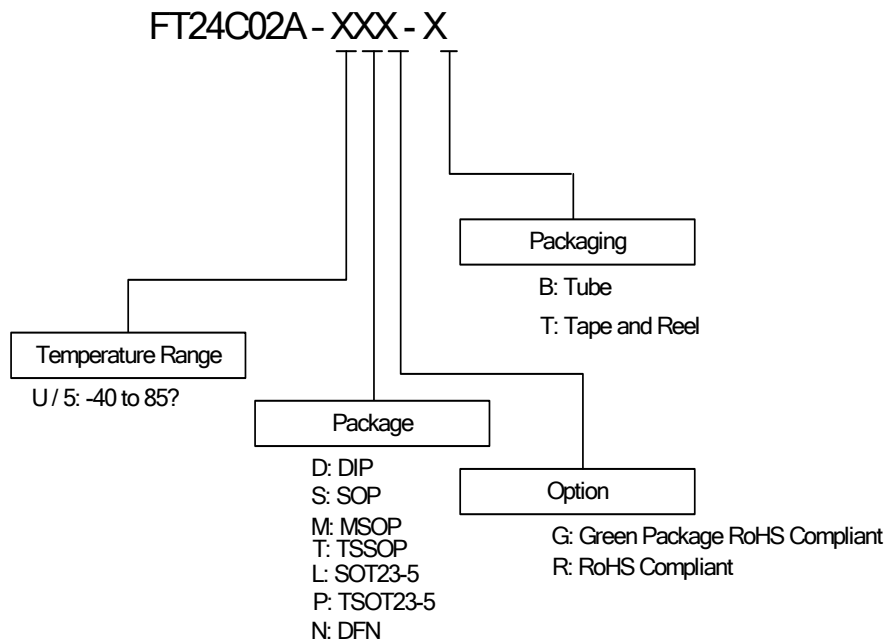 FT24C02A - XXX - X
Packaging
B: Tube
T: Tape and Reel
Temperature Range
U / 5: -40 to 85?
Package
D: DIP
S: SOP
M: MSOP
T: TSSOP
L: SOT23-5
P: TSOT23-5
N: DFN
Option
G: Green Package RoHS Compliant
R: RoHS Compliant